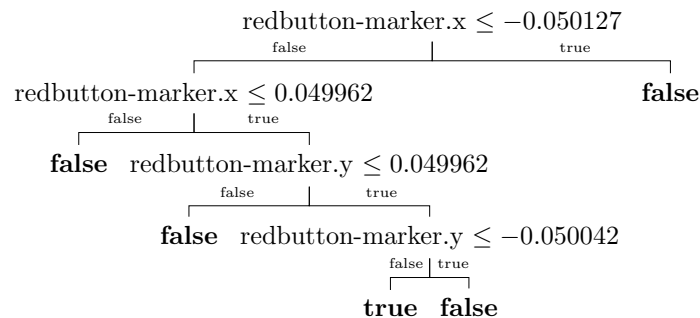 redbutton-marker.x ≤ −0.050127
false true
redbutton-marker.x ≤ 0.049962 false
false true
false redbutton-marker.y ≤ 0.049962
false true
false redbutton-marker.y ≤ −0.050042
false true
true false